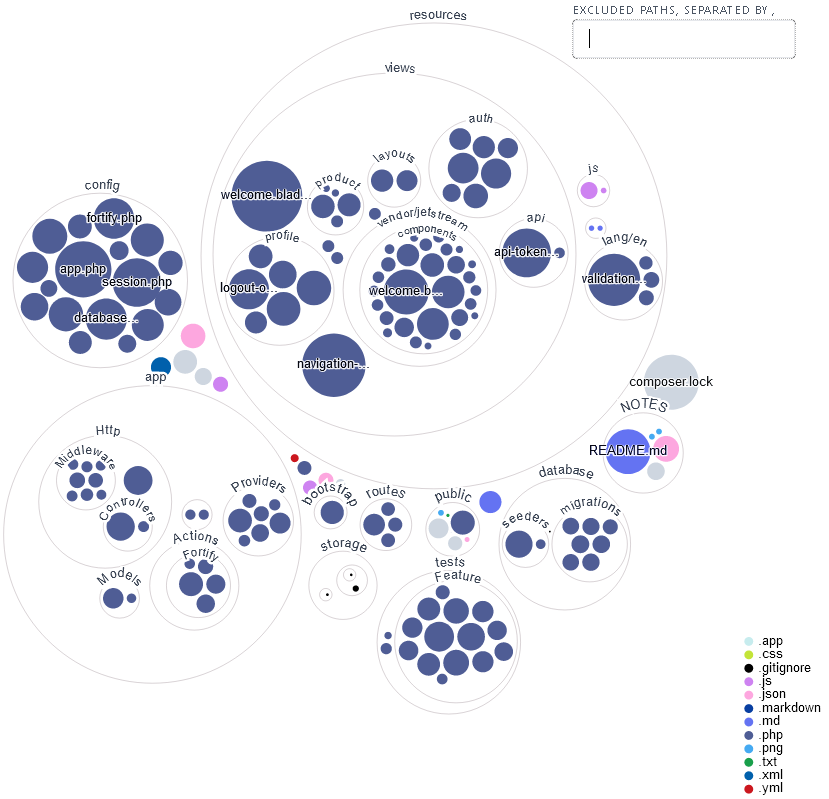 EXCLUDED PATHS, SEPARATED BY ,
resources
views
auth
layouts
product
js
config
welcome.blad...
fortify.php
vendor/jetstream
api
components
profile
lang/en
api-token...
app.php
session.php
validation...
logout-o...
welcome.b...
database...
navigation-...
app
composer.lock
NOTES
Http
README.md
Middleware
database
Providers
bootstrap
routes
public
migrations
Controllers
seeders
Actions
storage
Fortify
tests
Models
Feature
.app
.css
.gitignore
.js
.json
.markdown
.md
.php
.png
.txt
.xml
.yml